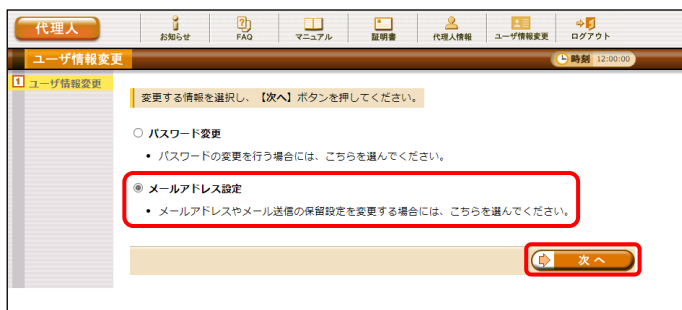 代理人
お知らせ
FAQ
マニュアル
証明書
代理人情報
ユーザ情報変更
ログアウト
ユーザ情報変更
時刻 12:00:00
1 ユーザ情報変更
変更する情報を選択し、【次へ】ボタンを押してください。
パスワード変更
• パスワードの変更を行う場合には、こちらを選んでください。
メールアドレス設定
• メールアドレスやメール送信の保留設定を変更する場合には、こちらを選んでください。
次 へ